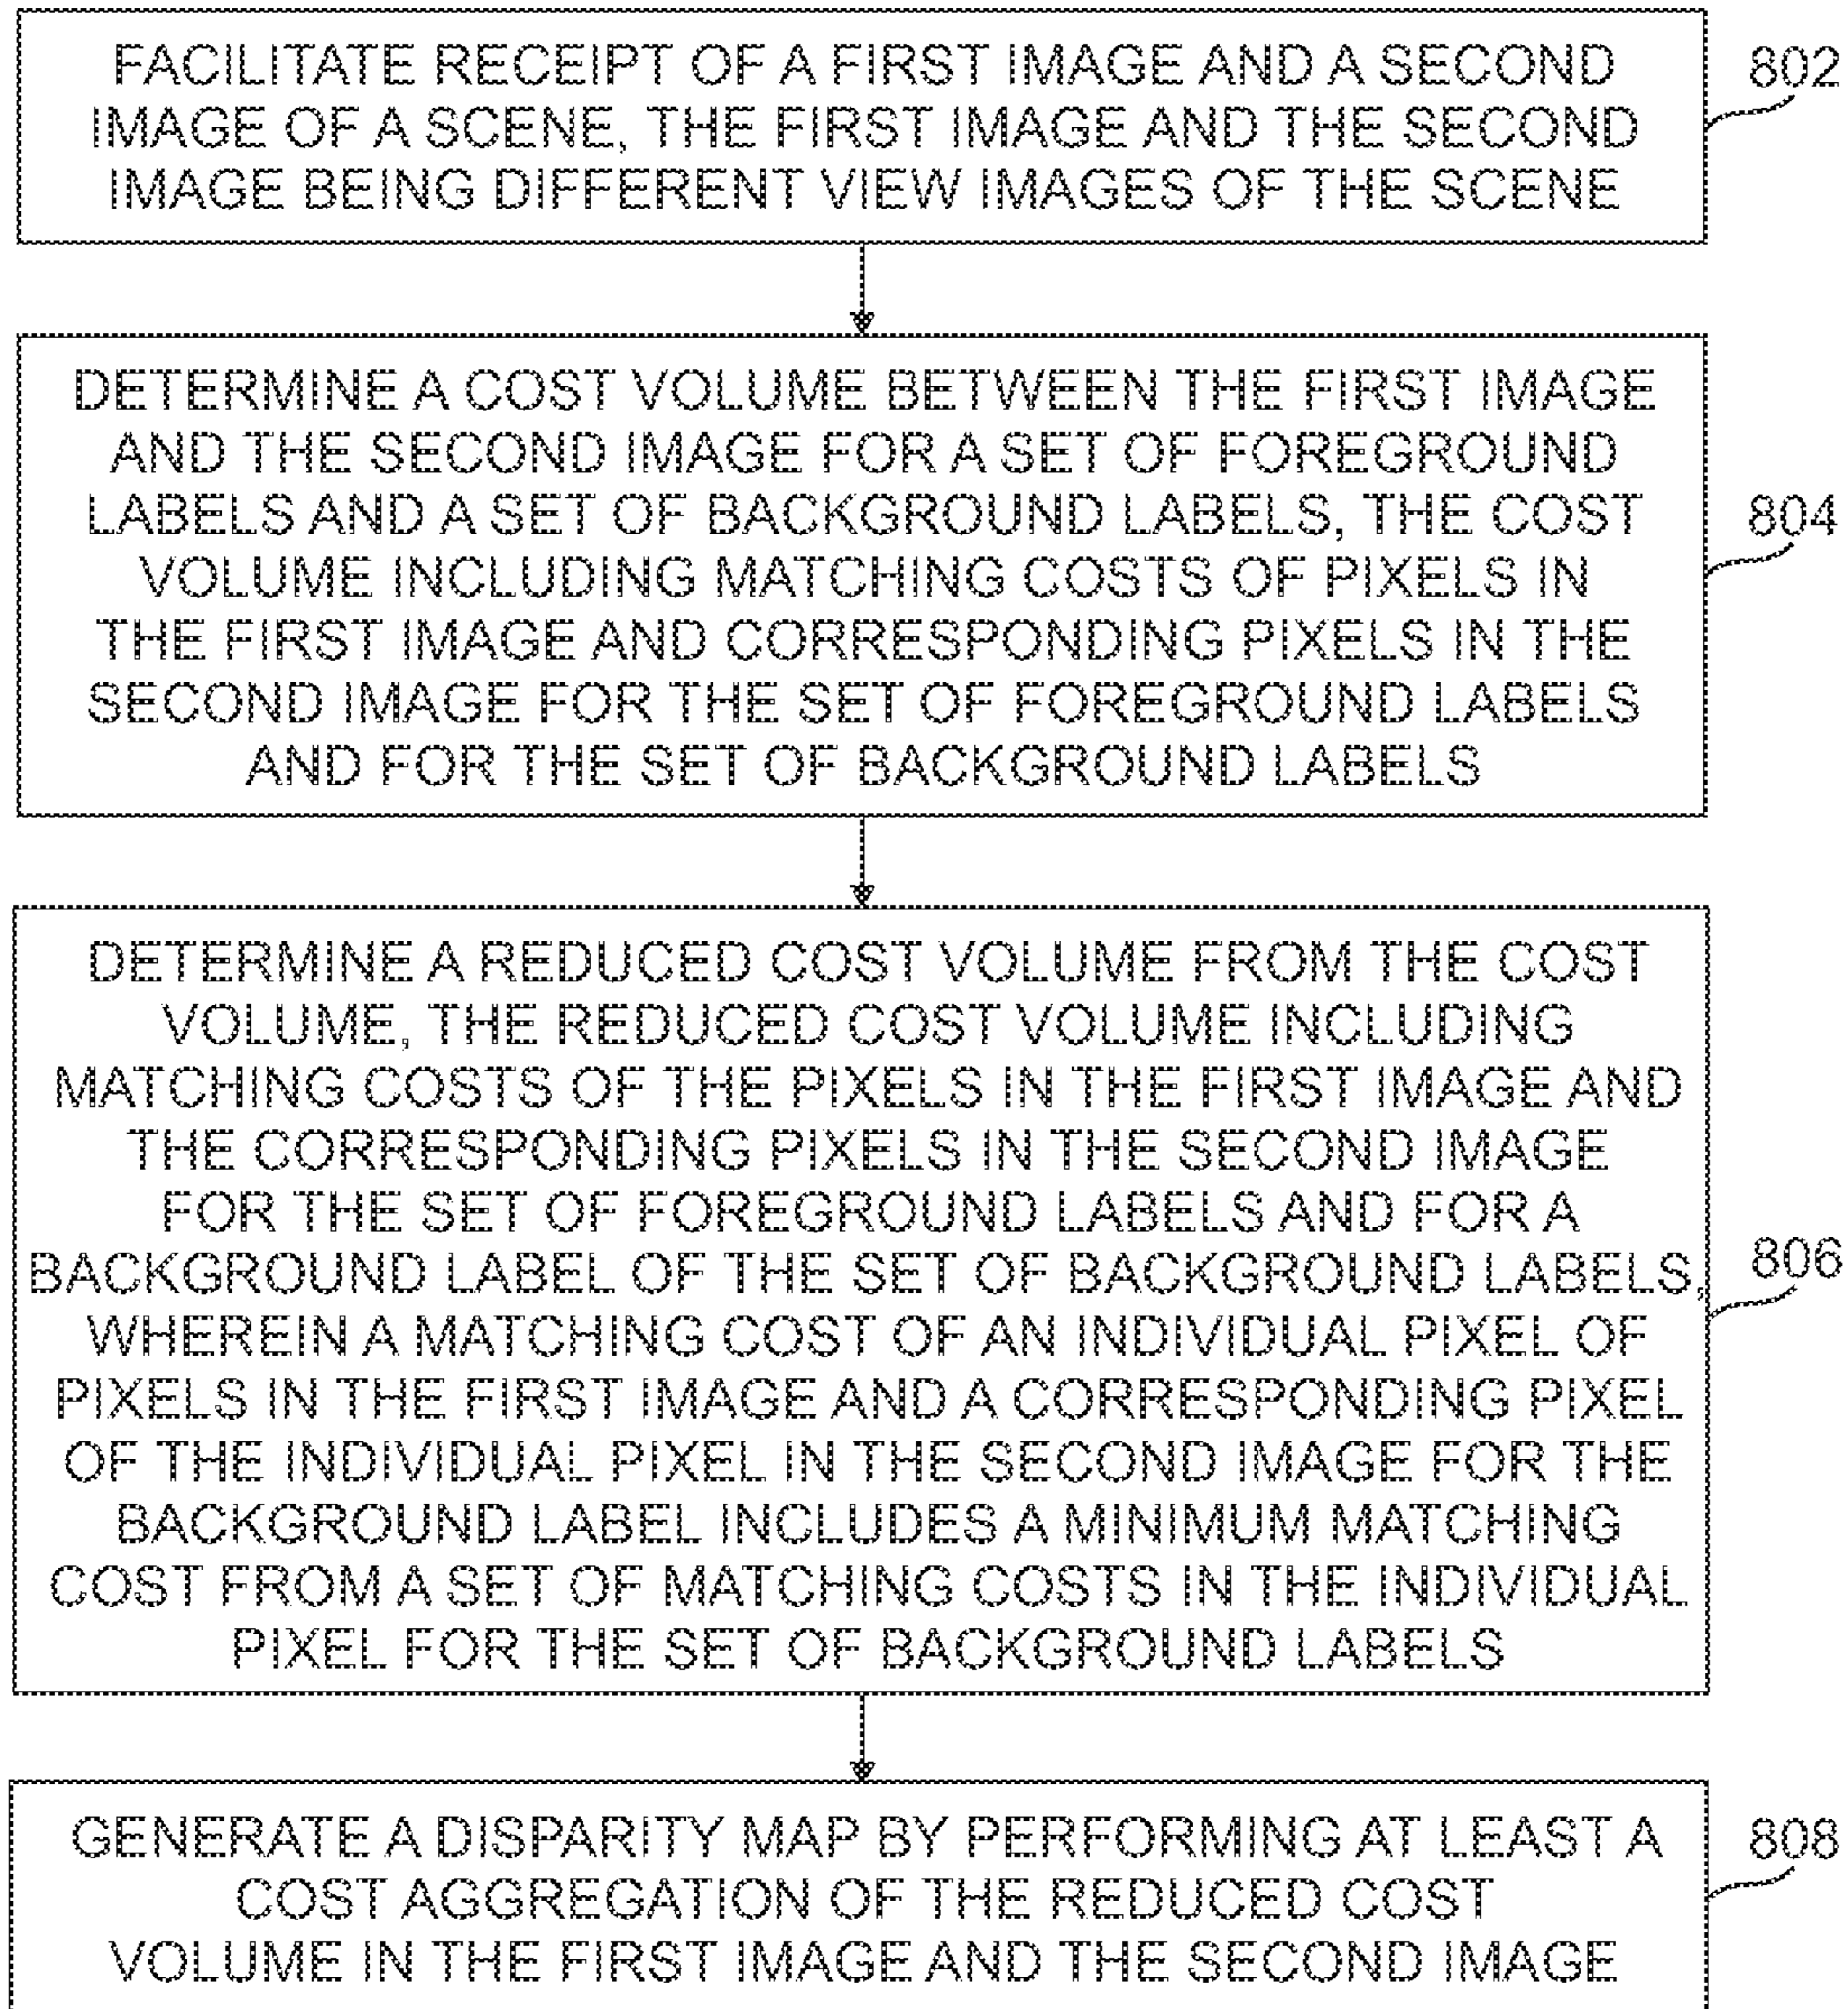 FACILITATE RECEIPT OF A FIRST IMAGE AND A SECOND
IMAGE OF A SCENE, THE FIRST IMAGE AND THE SECOND
IMAGE BEING DIFFERENT VIEW IMAGES OF THE SCENE
802
DETERMINE A COST VOLUME BETWEEN THE FIRST IMAGE
AND THE SECOND IMAGE FOR A SET OF FOREGROUND
LABELS AND A SET OF BACKGROUND LABELS, THE COST
VOLUME INCLUDING MATCHING COSTS OF PIXELS IN
THE FIRST IMAGE AND CORRESPONDING PIXELS IN THE
SECOND IMAGE FOR THE SET OF FOREGROUND LABELS
AND FOR THE SET OF BACKGROUND LABELS
804
DETERMINE A REDUCED COST VOLUME FROM THE COST
VOLUME, THE REDUCED COST VOLUME INCLUDING
MATCHING COSTS OF THE PIXELS IN THE FIRST IMAGE AND
THE CORRESPONDING PIXELS IN THE SECOND IMAGE
FOR THE SET OF FOREGROUND LABELS AND FOR A
BACKGROUND LABEL OF THE SET OF BACKGROUND LABELS,
WHEREIN A MATCHING COST OF AN INDIVIDUAL PIXEL OF
PIXELS IN THE FIRST IMAGE AND A CORRESPONDING PIXEL
OF THE INDIVIDUAL PIXEL IN THE SECOND IMAGE FOR THE
BACKGROUND LABEL INCLUDES A MINIMUM MATCHING
COST FROM A SET OF MATCHING COSTS IN THE INDIVIDUAL
PIXEL FOR THE SET OF BACKGROUND LABELS
806
GENERATE A DISPARITY MAP BY PERFORMING AT LEAST A
COST AGGREGATION OF THE REDUCED COST
VOLUME IN THE FIRST IMAGE AND THE SECOND IMAGE
808